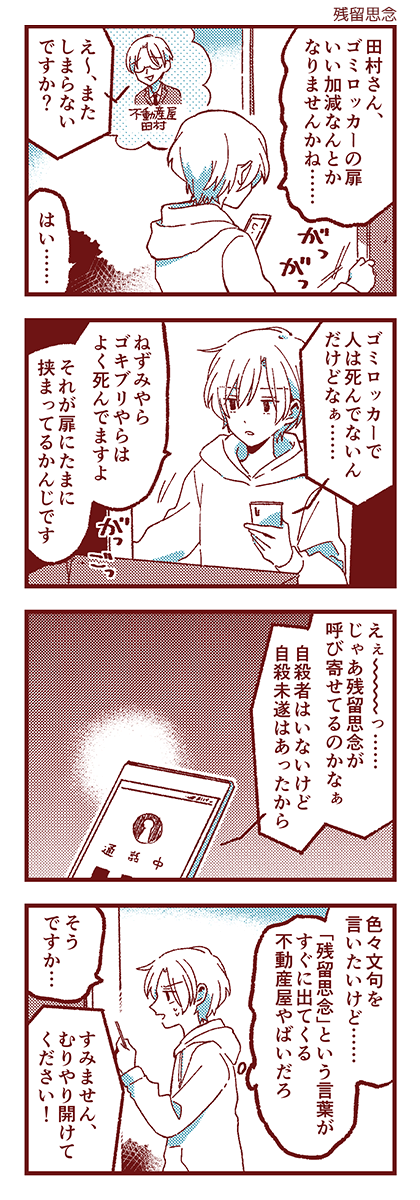 残留思念
田村さん、
ゴミロッカーの扉
いい加減なんとか
なりませんかね……
不動産屋
田村
え〜、また
しまらない
ですか？
はい……
がっ
がっ
ゴミロッカーで
人は死んでないん
だけどなぁ……
ねずみやら
ゴキブリやらは
よく死んでますよ
それが扉にたまに
挟まってるかんじです
がっ
ごっ
えぇ〜〜〜〜っ……
じゃあ残留思念が
呼び寄せてるのかなぁ
自殺者はいないけど
自殺未遂はあったから
通話中
色々文句を
言いたいけど……
「残留思念」という言葉が
すぐに出てくる
不動産屋やばいだろ
そう
ですか…
すみません、
むりやり開けて
ください！